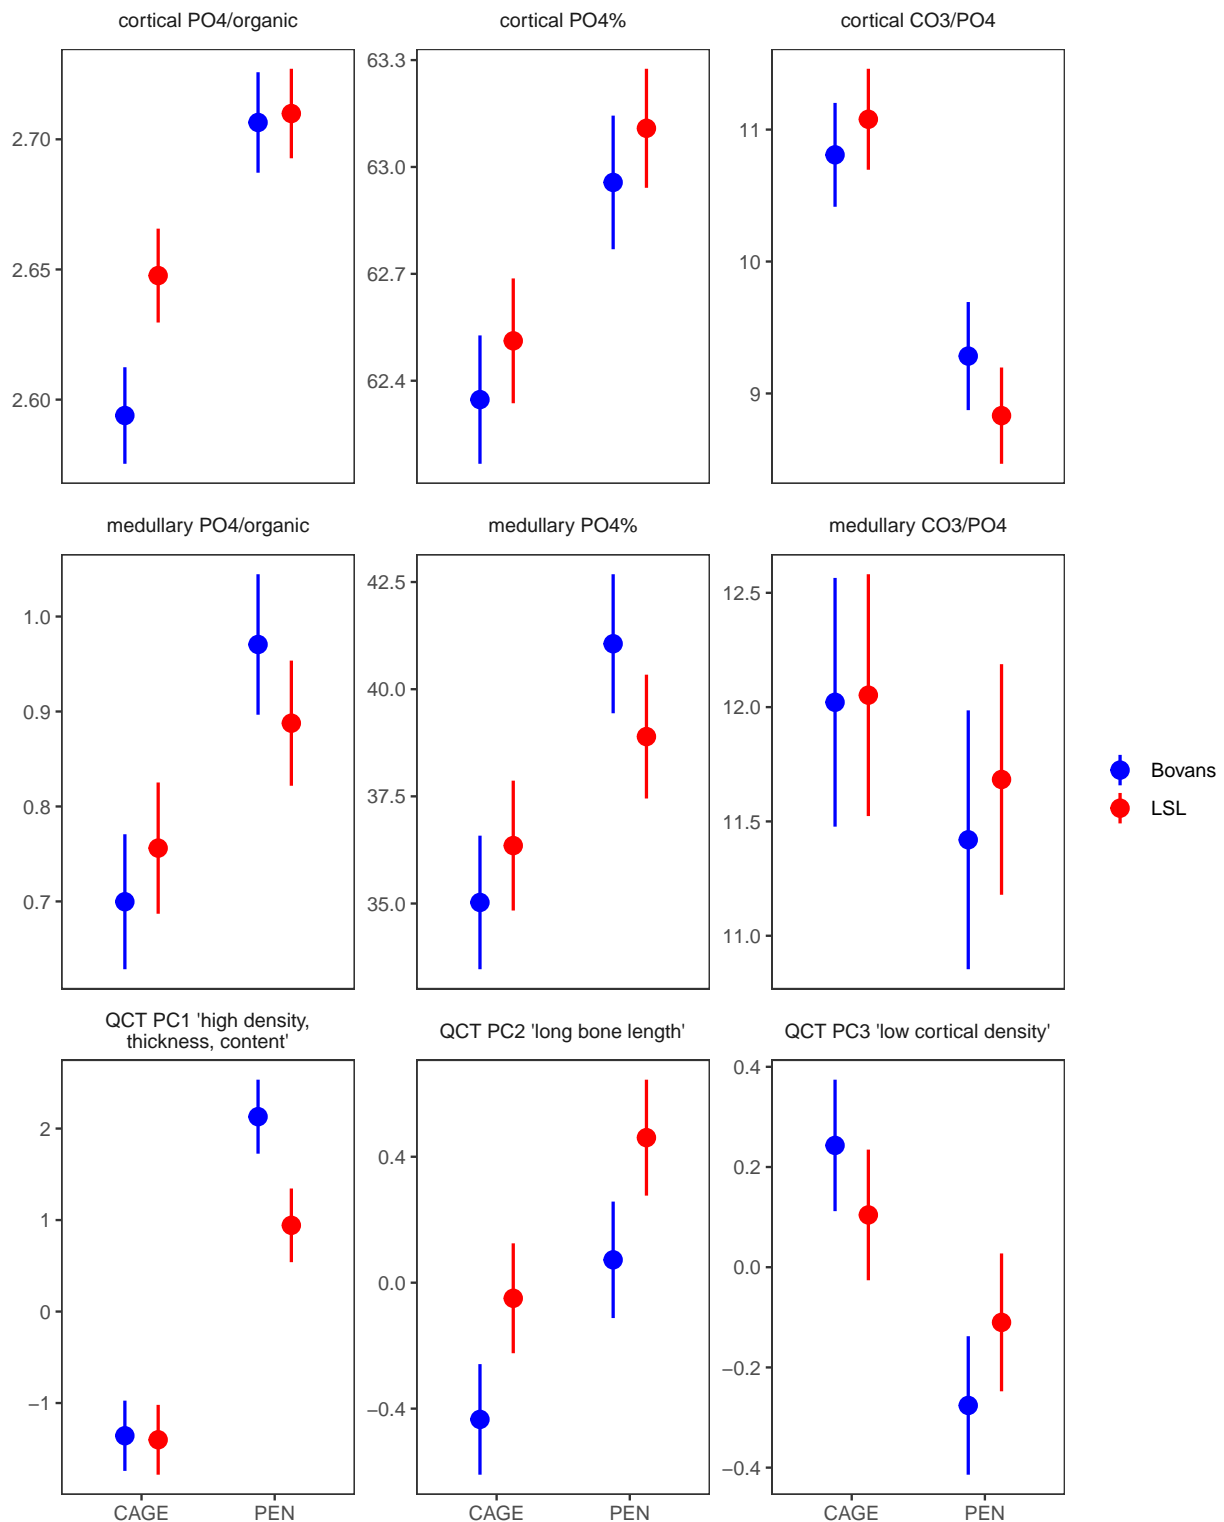 cortical PO4/organic
cortical PO4%
cortical CO3/PO4
2.70
2.65
2.60
63.3
63.0
62.7
62.4
11
10
9
medullary PO4/organic
medullary PO4%
medullary CO3/PO4
1.0
0.9
0.8
0.7
42.5
40.0
37.5
35.0
12.5
12.0
11.5
11.0
Bovans
LSL
QCT PC1 'high density,
thickness, content'
QCT PC2 'long bone length'
QCT PC3 'low cortical density'
2
1
0
−1
0.4
0.0
−0.4
0.4
0.2
0.0
−0.2
−0.4
CAGE PEN
CAGE PEN
CAGE PEN